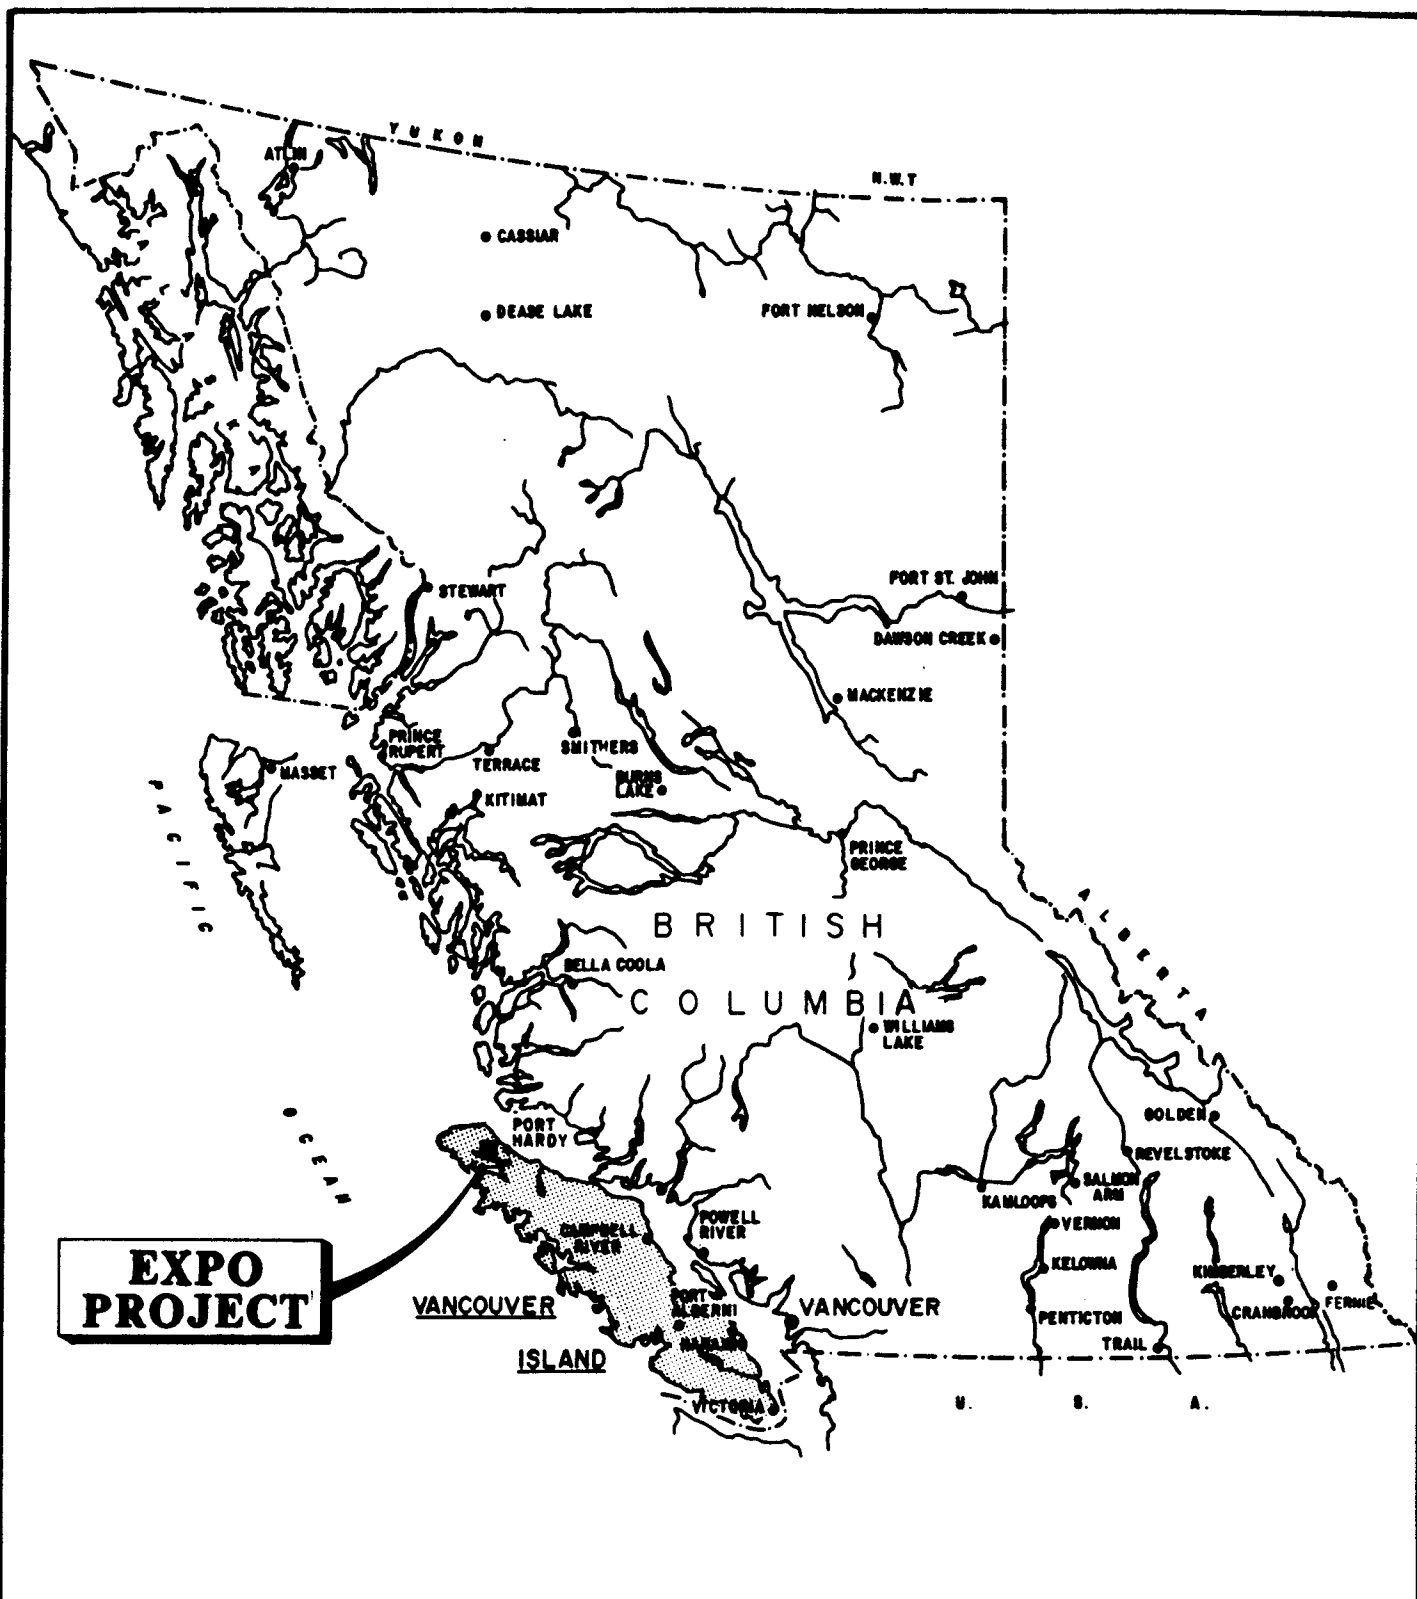 YUKON
N.W.T
ATLIN
CASSIAR
DEASE LAKE
FORT NELSON
STEWART
FORT ST. JOHN
DAWSON CREEK
MACKENZIE
PRINCE
RUPERT
TERRACE
SMITHERS
MASSET
KITIMAT
BURNS
LAKE
PRINCE
GEORGE
PACIFIC
OCEAN
ALBERTA
BRITISH
COLUMBIA
BELLA COOLA
WILLIAMS
LAKE
PORT
HARDY
GOLDEN
REVELSTOKE
SALMON
ARM
KAMLOOPS
VERNON
KELOWNA
PENTICTON
TRAIL
KIMBERLEY
CRANBROOK
FERNIE
CAMPBELL
RIVER
POWELL
RIVER
PORT
ALBERNI
NANAIMO
VICTORIA
VANCOUVER
EXPO
PROJECT
VANCOUVER
ISLAND
U. S. A.